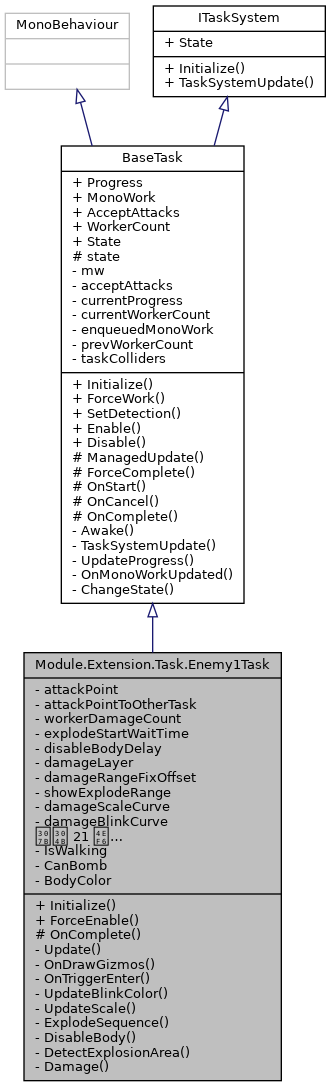 MonoBehaviour
ITaskSystem
+ State
+ Initialize()
+ TaskSystemUpdate()
BaseTask
+ Progress
+ MonoWork
+ AcceptAttacks
+ WorkerCount
+ State
# state
- mw
- acceptAttacks
- currentProgress
- currentWorkerCount
- enqueuedMonoWork
- prevWorkerCount
- taskColliders
+ Initialize()
+ ForceWork()
+ SetDetection()
+ Enable()
+ Disable()
# ManagedUpdate()
# ForceComplete()
# OnStart()
# OnCancel()
# OnComplete()
- Awake()
- TaskSystemUpdate()
- UpdateProgress()
- OnMonoWorkUpdated()
- ChangeState()
Module.Extension.Task.Enemy1Task
- attackPoint
- attackPointToOtherTask
- workerDamageCount
- explodeStartWaitTime
- disableBodyDelay
- damageLayer
- damageRangeFixOffset
- showExplodeRange
- damageScaleCurve
- damageBlinkCurve
21 ...
- IsWalking
- CanBomb
- BodyColor
+ Initialize()
+ ForceEnable()
# OnComplete()
- Update()
- OnDrawGizmos()
- OnTriggerEnter()
- UpdateBlinkColor()
- UpdateScale()
- ExplodeSequence()
- DisableBody()
- DetectExplosionArea()
- Damage()